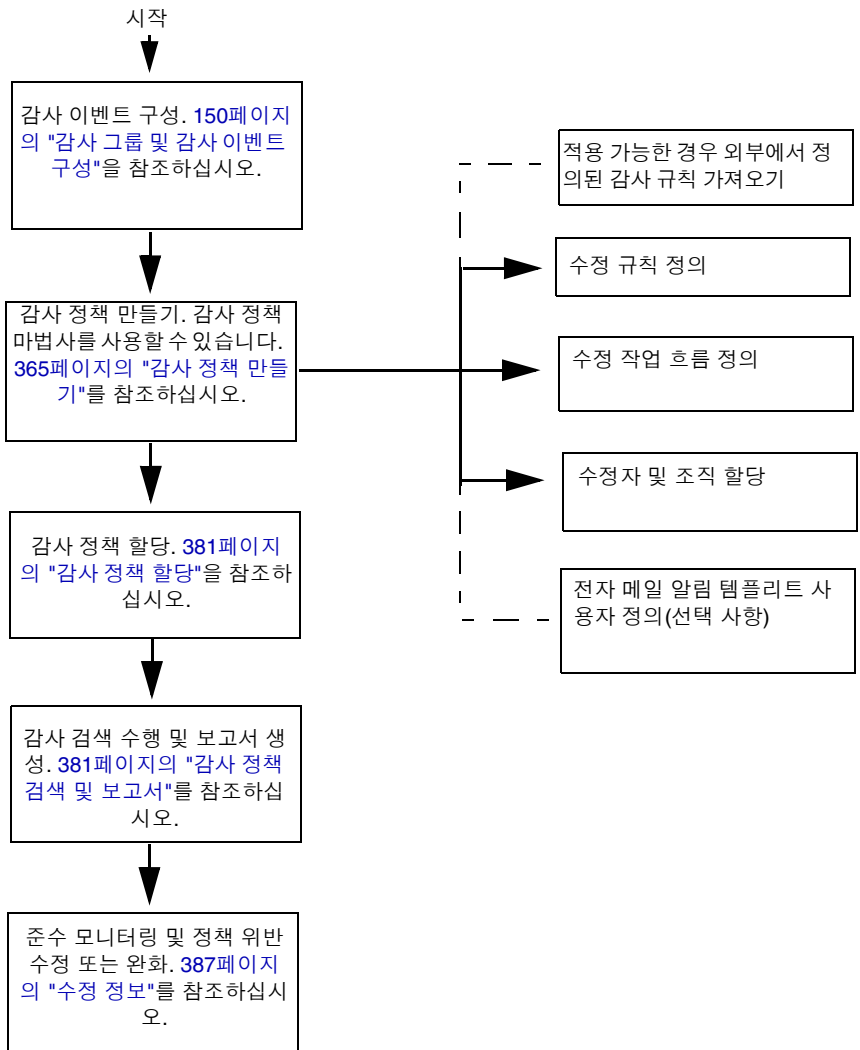 시작
감사 이벤트 구성. 150페이지
의 "감사 그룹 및 감사 이벤트
구성"을 참조하십시오.
감사 정책 만들기. 감사 정책
마법사를 사용할 수 있습니다.
365페이지의 "감사 정책 만들
기"를 참조하십시오.
적용 가능한 경우 외부에서 정
의된 감사 규칙 가져오기
수정 규칙 정의
수정 작업 흐름 정의
수정자 및 조직 할당
전자 메일 알림 템플리트 사
용자 정의(선택 사항)
감사 정책 할당. 381페이지
의 "감사 정책 할당"을 참조하
십시오.
감사 검색 수행 및 보고서 생
성. 381페이지의 "감사 정책
검색 및 보고서"를 참조하십
시오.
준수 모니터링 및 정책 위반
수정 또는 완화. 387페이지
의 "수정 정보"를 참조하십시
오.